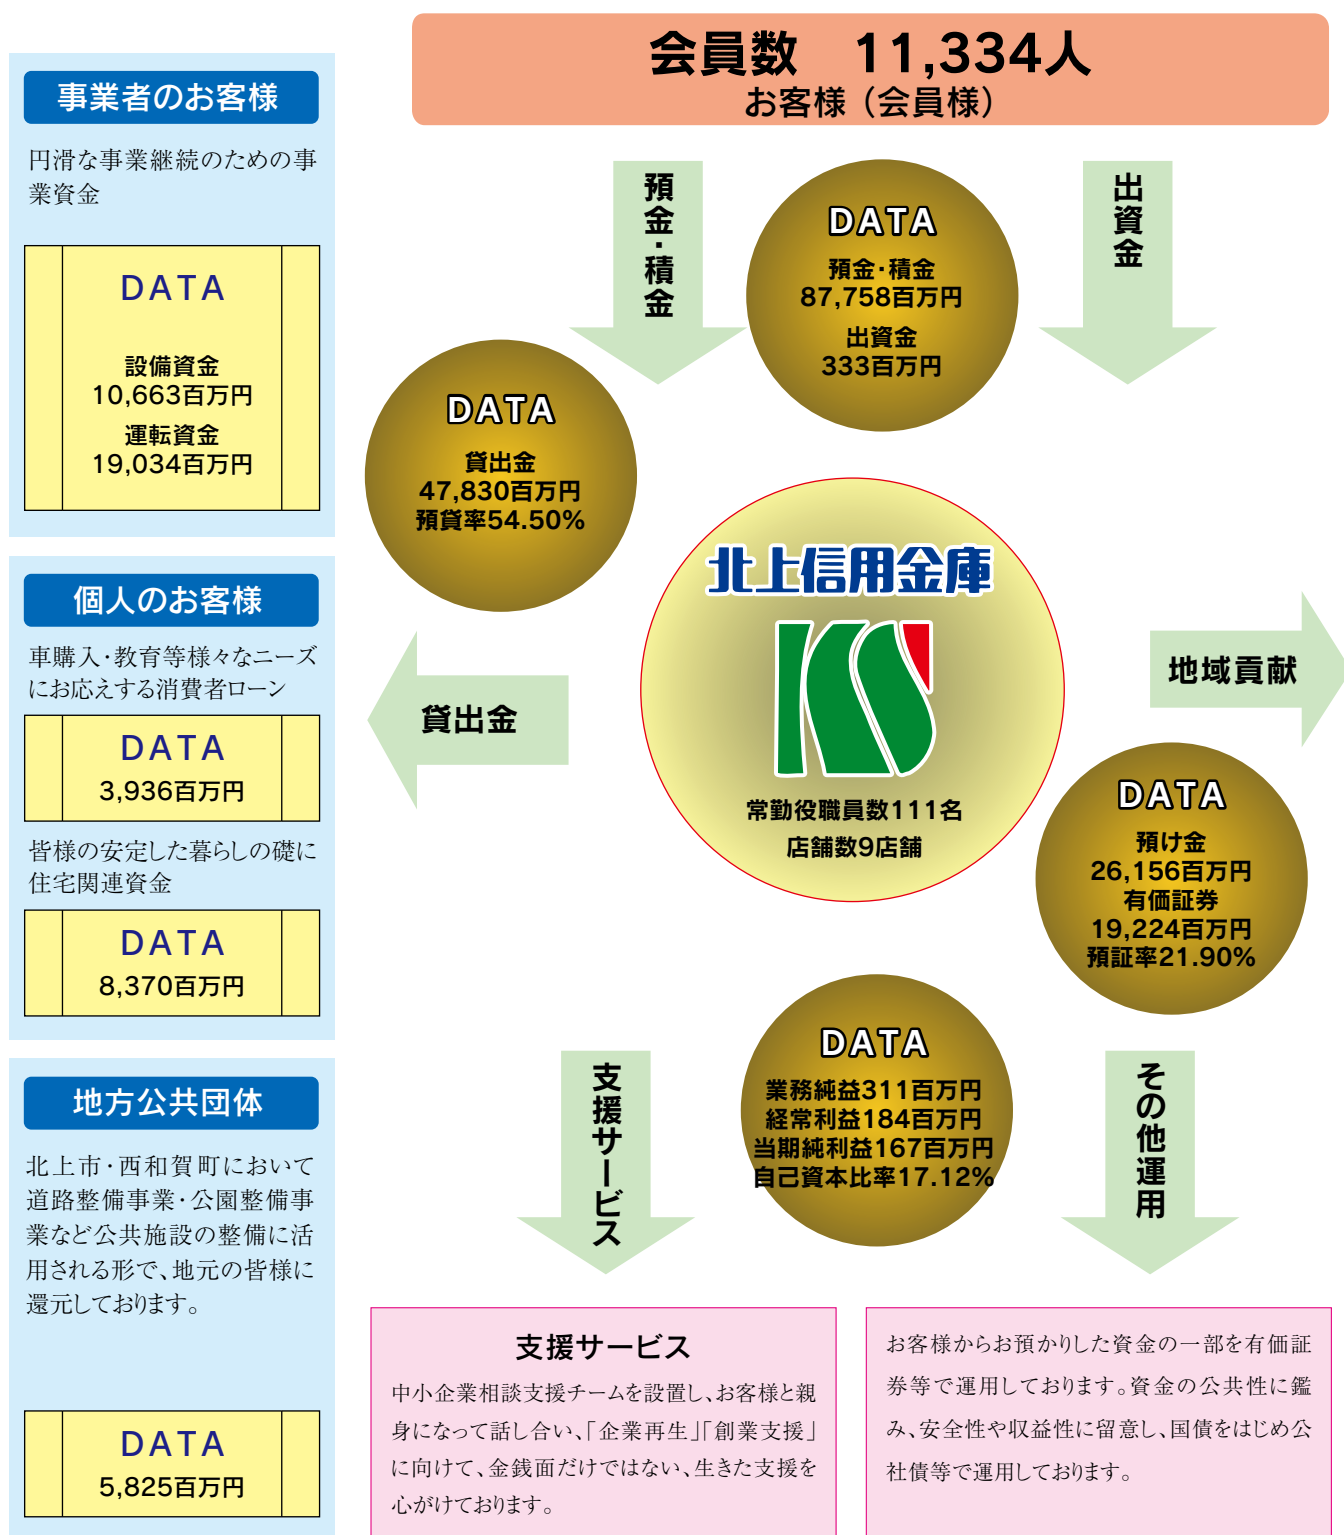 会員数 11,334人
お客様（会員様）
事業者のお客様
円滑な事業継続のための事
業資金
DATA
設備資金
10,663百万円
運転資金
19,034百万円
個人のお客様
車購入・教育等様々なニーズ
にお応えする消費者ローン
DATA
3,936百万円
皆様の安定した暮らしの礎に
住宅関連資金
DATA
8,370百万円
地方公共団体
北上市・西和賀町において
道路整備事業・公園整備事
業など公共施設の整備に活
用される形で、地元の皆様に
還元しております。
DATA
5,825百万円
預金・積金
DATA
預金・積金
87,758百万円
出資金
333百万円
出資金
DATA
貸出金
47,830百万円
預貸率54.50%
北上信用金庫
KS
常勤役職員数111名
店舗数9店舗
貸出金
地域貢献
DATA
預け金
26,156百万円
有価証券
19,224百万円
預証率21.90%
DATA
業務純益311百万円
経常利益184百万円
当期純利益167百万円
自己資本比率17.12%
支援サービス
その他運用
支援サービス
中小企業相談支援チームを設置し、お客様と親
身になって話し合い、「企業再生」「創業支援」
に向けて、金銭面だけではない、生きた支援を
心がけております。
お客様からお預かりした資金の一部を有価証
券等で運用しております。資金の公共性に鑑
み、安全性や収益性に留意し、国債をはじめ公
社債等で運用しております。